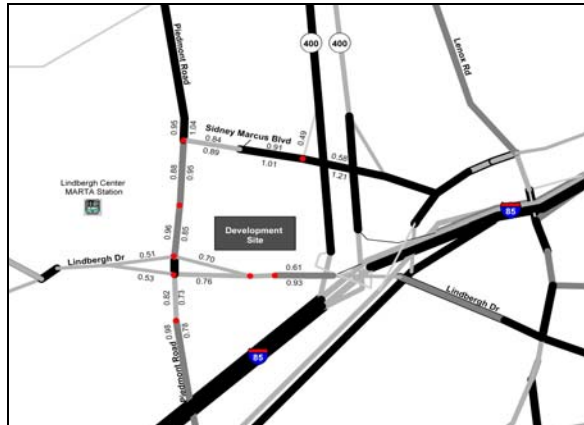 Piedmont Road
400
400
Lenox Rd
0.95
1.04
Sidney Marcus Blvd
0.84
0.89
0.91
1.01
0.49
0.58
1.21
0.88
0.95
Lindbergh Center
MARTA Station
0.96
0.85
Development
Site
85
Lindbergh Dr
0.51
0.53
0.70
0.76
0.61
0.93
0.82
0.73
Lindbergh Dr
0.98
0.78
Piedmont Road
85